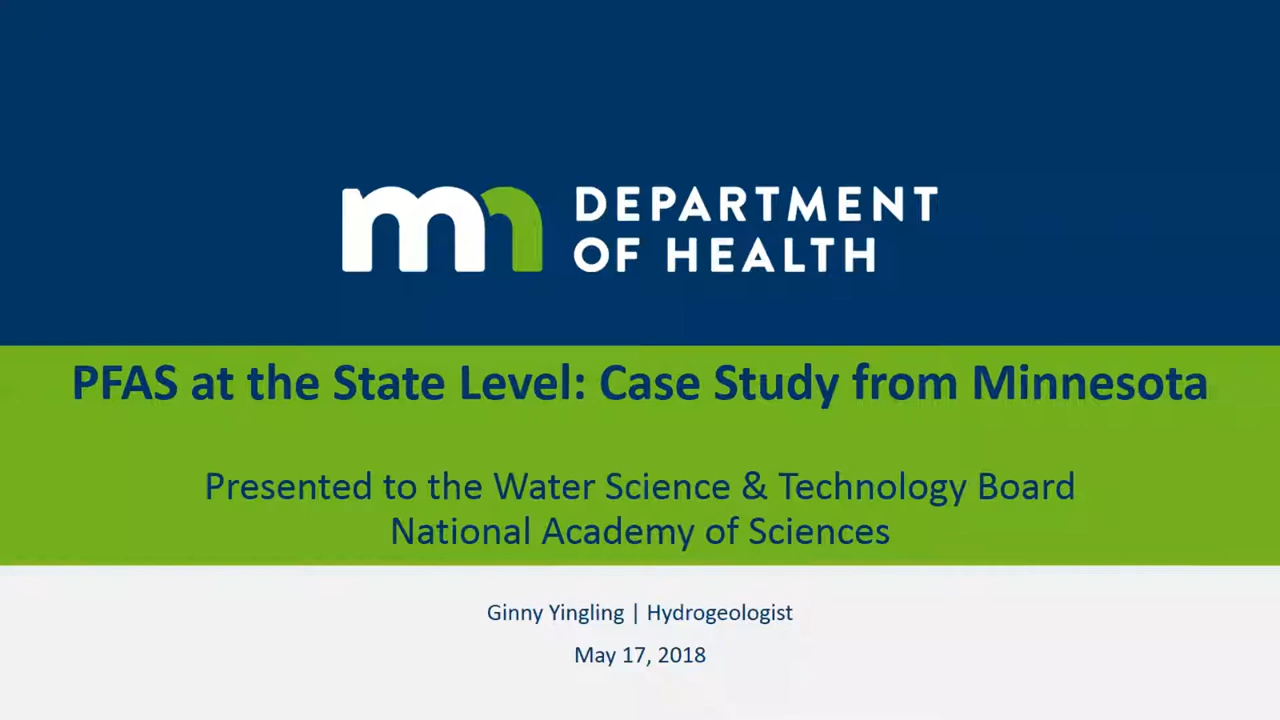 mn DEPARTMENT
OF HEALTH
PFAS at the State Level: Case Study from Minnesota
Presented to the Water Science & Technology Board
National Academy of Sciences
Ginny Yingling | Hydrogeologist
May 17, 2018